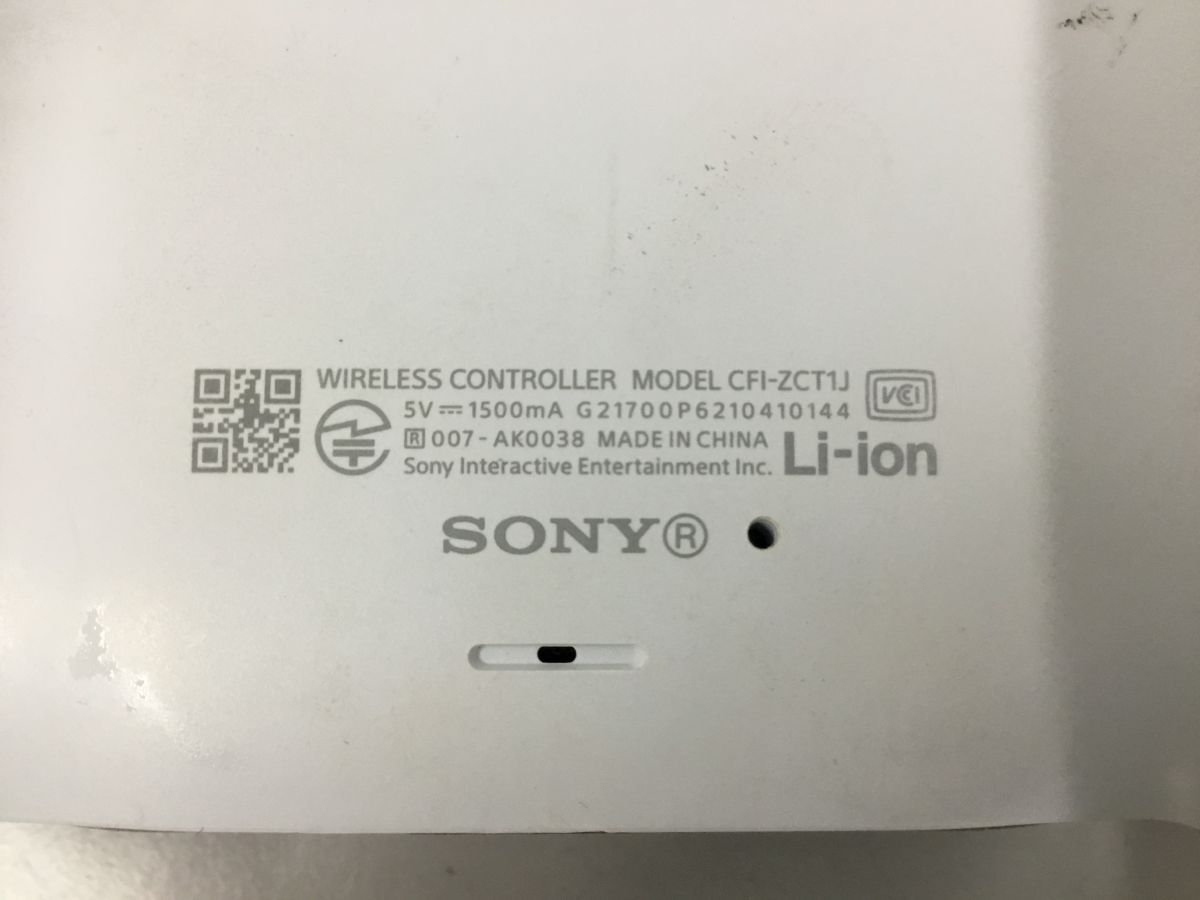 WIRELESS CONTROLLER MODEL CFI-ZCT1J
5V⎓1500mA G21700P6210410144
VCCI
R 007-AK0038 MADE IN CHINA
Sony Interactive Entertainment Inc.
Li-ion
SONY®